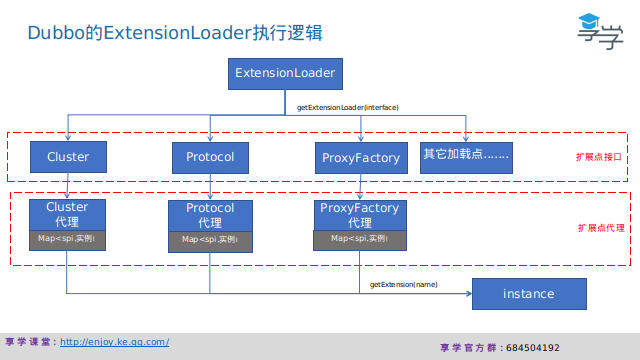 Dubbo的ExtensionLoader执行逻辑
享学
ExtensionLoader
getExtensionLoader(interface)
Cluster
Protocol
ProxyFactory
其它加载点.......
扩展点接口
Cluster
代理
Map<spi,实例>
Protocol
代理
Map<spi,实例>
ProxyFactory
代理
Map<spi,实例>
扩展点代理
getExtension(name)
instance
享学课堂: http://enjoy.ke.qq.com/
享学官方群: 684504192